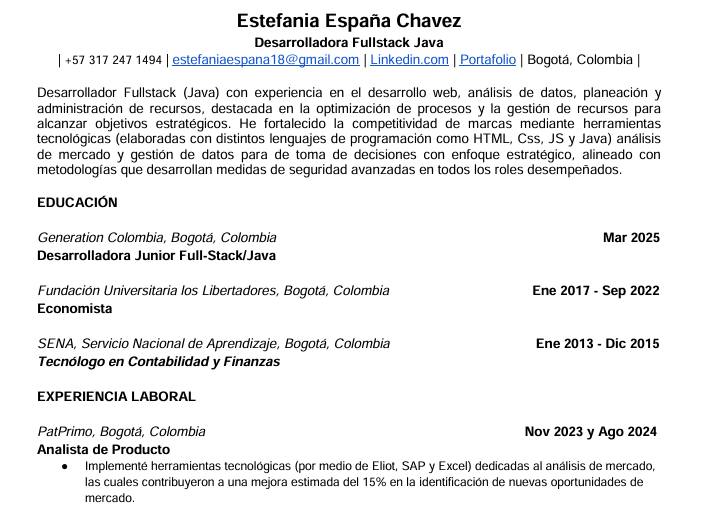 Estefania España Chavez
Desarrolladora Fullstack Java
| +57 317 247 1494 | estefaniaespana18@gmail.com | Linkedin.com | Portafolio | Bogotá, Colombia |
Desarrollador Fullstack (Java) con experiencia en el desarrollo web, análisis de datos, planeación y
administración de recursos, destacada en la optimización de procesos y la gestión de recursos para
alcanzar objetivos estratégicos. He fortalecido la competitividad de marcas mediante herramientas
tecnológicas (elaboradas con distintos lenguajes de programación como HTML, Css, JS y Java) análisis
de mercado y gestión de datos para de toma de decisiones con enfoque estratégico, alineado con
metodologías que desarrollan medidas de seguridad avanzadas en todos los roles desempeñados.
EDUCACIÓN
Generation Colombia, Bogotá, Colombia Mar 2025
Desarrolladora Junior Full-Stack/Java
Fundación Universitaria los Libertadores, Bogotá, Colombia Ene 2017 - Sep 2022
Economista
SENA, Servicio Nacional de Aprendizaje, Bogotá, Colombia Ene 2013 - Dic 2015
Tecnólogo en Contabilidad y Finanzas
EXPERIENCIA LABORAL
PatPrimo, Bogotá, Colombia Nov 2023 y Ago 2024
Analista de Producto
● Implementé herramientas tecnológicas (por medio de Eliot, SAP y Excel) dedicadas al análisis de mercado,
las cuales contribuyeron a una mejora estimada del 15% en la identificación de nuevas oportunidades de
mercado.